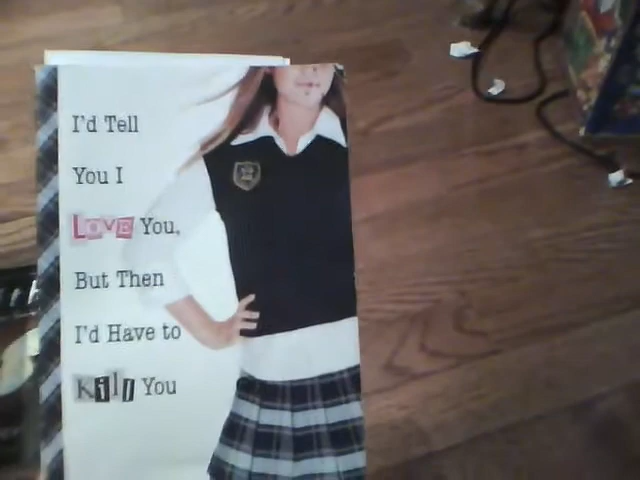 I'd Tell
You I
LOVE You,
But Then
I'd Have to
Kill You